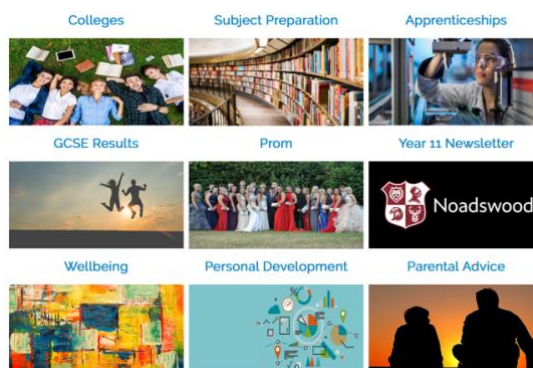 Colleges
Subject Preparation
Apprenticeships
GCSE Results
Prom
Year 11 Newsletter
Noadswood
Wellbeing
Personal Development
Parental Advice